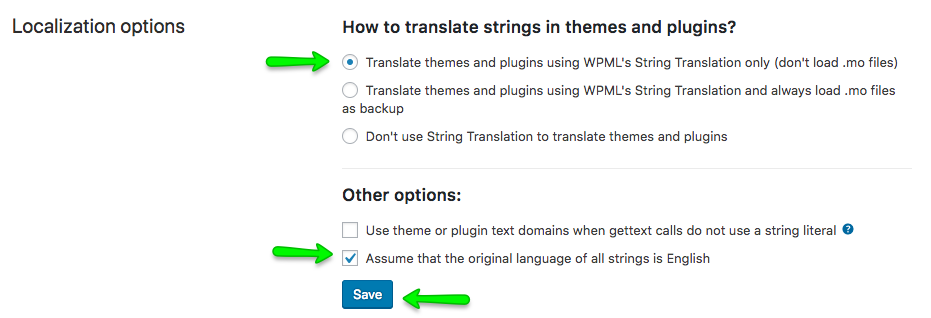 Localization options
How to translate strings in themes and plugins?
Translate themes and plugins using WPML's String Translation only (don't load .mo files)
Translate themes and plugins using WPML's String Translation and always load .mo files
as backup
Don't use String Translation to translate themes and plugins
Other options:
Use theme or plugin text domains when gettext calls do not use a string literal ?
Assume that the original language of all strings is English
Save